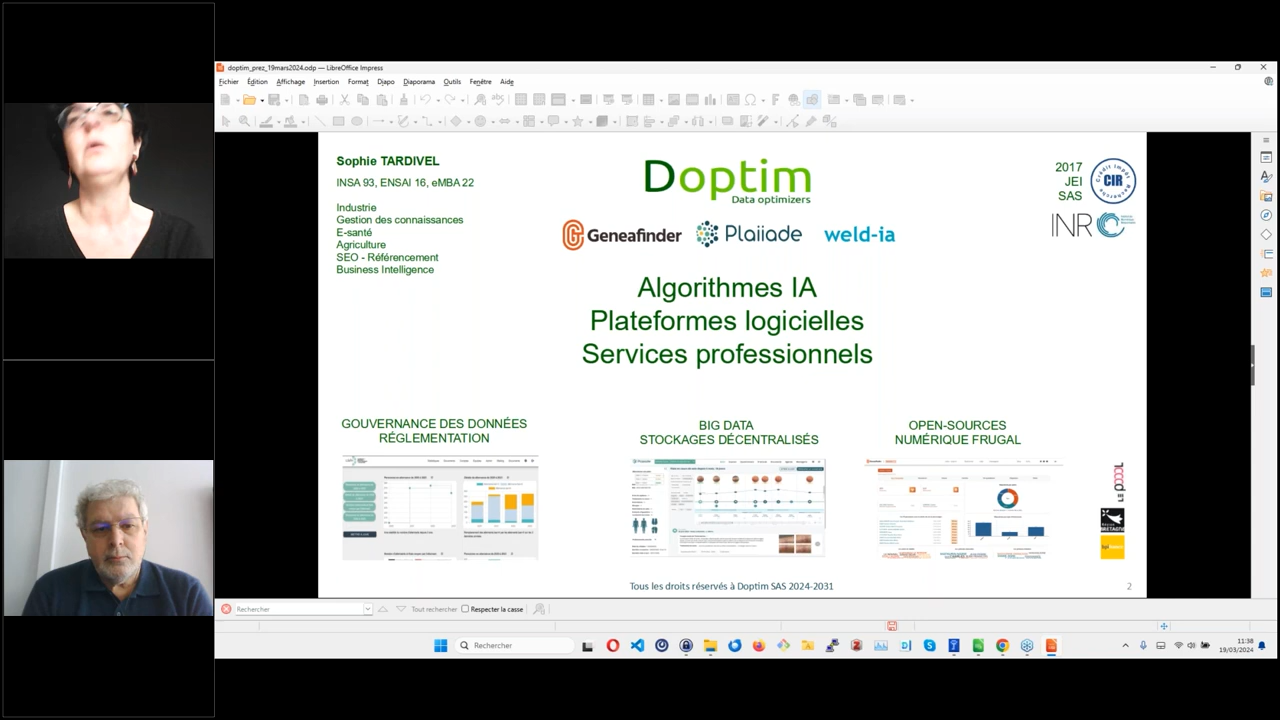 doptim_prez_19mars2024.odp — LibreOffice Impress
Fichier Édition Affichage Insertion Format Diapo Diaporama Outils Fenêtre Aide
Sophie TARDIVEL
INSA 93, ENSAI 16, eMBA 22
Industrie
Gestion des connaissances
E-santé
Agriculture
SEO - Référencement
Business Intelligence
Doptim
Data optimizers
Geneafinder Plaiiade weld-ia
2017
JEI
SAS
Crédit Impôt Recherche
CIR
INR
Algorithmes IA
Plateformes logicielles
Services professionnels
GOUVERNANCE DES DONNÉES
RÉGLEMENTATION
BIG DATA
STOCKAGES DÉCENTRALISÉS
OPEN-SOURCES
NUMÉRIQUE FRUGAL
Tous les droits réservés à Doptim SAS 2024-2031
2
Rechercher Tout rechercher Respecter la casse
Rechercher
11:38
19/03/2024